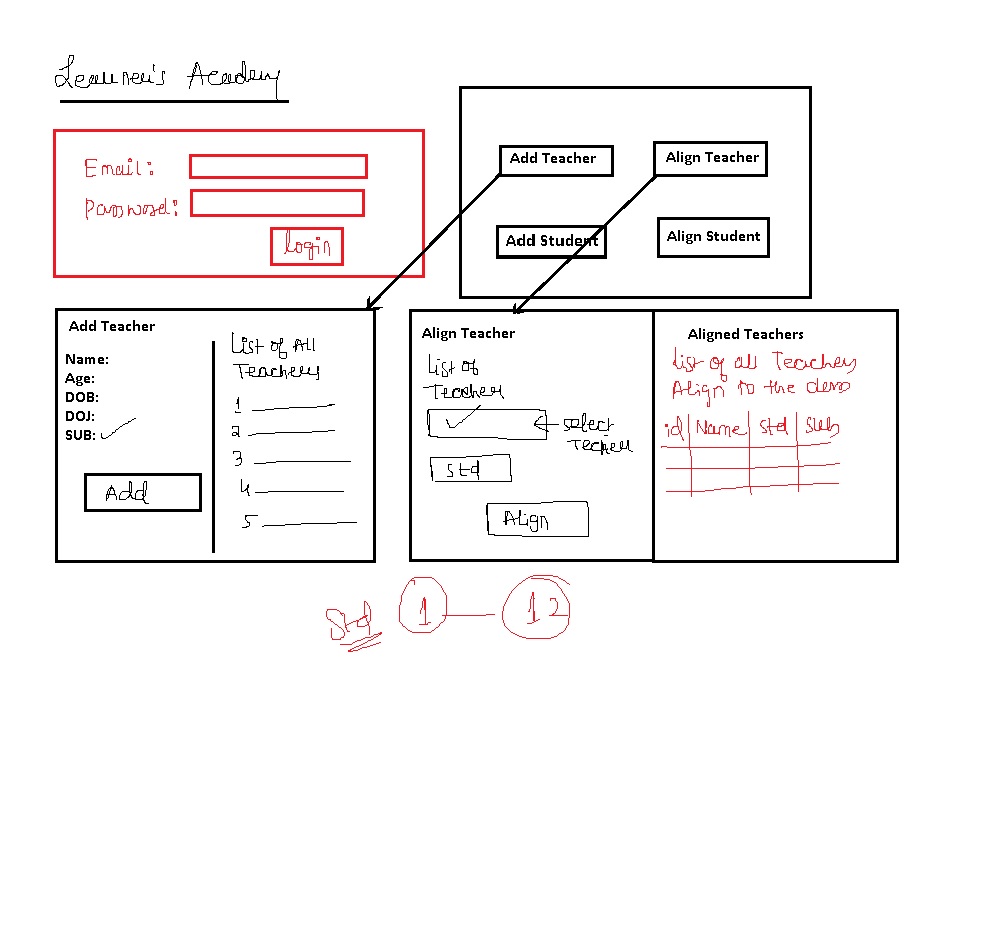 Learner's Academy
Email:
Password:
login
Add Teacher
Align Teacher
Add Student
Align Student
Add Teacher
Name:
Age:
DOB:
DOJ:
SUB:
Add
List of All
Teachers
1
2
3
4
5
Align Teacher
List of
Teacher
select
Techer
Std
Align
Aligned Teachers
List of all Teachers
Align to the class
id Name Std Sub
Std 1 12